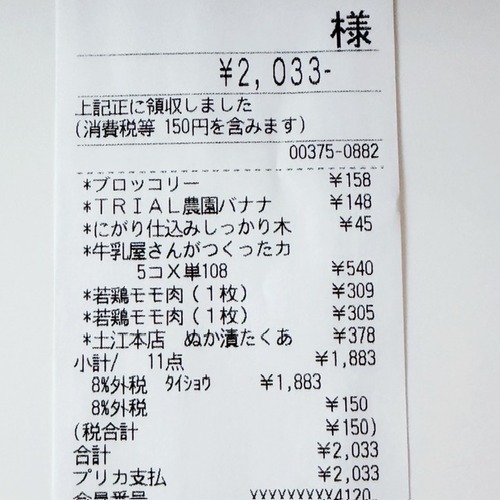 様
¥2,033-
上記正に領収しました
(消費税等 150円を含みます)
00375-0882
*ブロッコリー ¥158
*TRIAL農園バナナ ¥148
*にがり仕込みしっかり木 ¥45
*牛乳屋さんがつくったカ
5コX単108 ¥540
*若鶏モモ肉(1枚) ¥309
*若鶏モモ肉(1枚) ¥305
*土江本店 ぬか漬たくあ ¥378
小計/ 11点 ¥1,883
8%外税 タイショウ ¥1,883
8%外税 ¥150
(税合計 ¥150)
合計 ¥2,033
プリカ支払 ¥2,033
会員番号 XXXXXXXXX4120